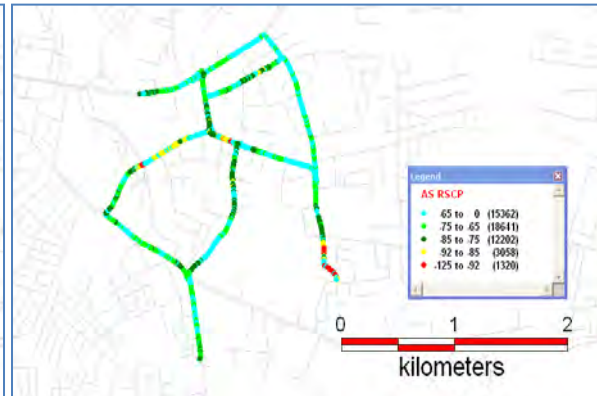 Legend
AS RSCP
65 to 0 (15362)
-75 to -65 (18641)
-85 to -75 (12202)
-92 to -85 (3058)
-125 to -92 (1320)
0 1 2
kilometers